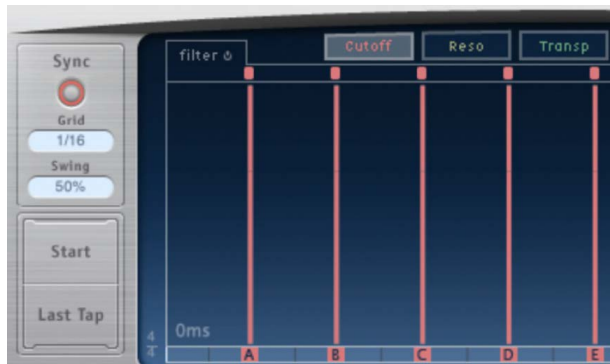 Sync
Grid
1/16
Swing
50%
Start
Last Tap
filter
Cutoff Reso Transp
0ms
4
4
A B C D E